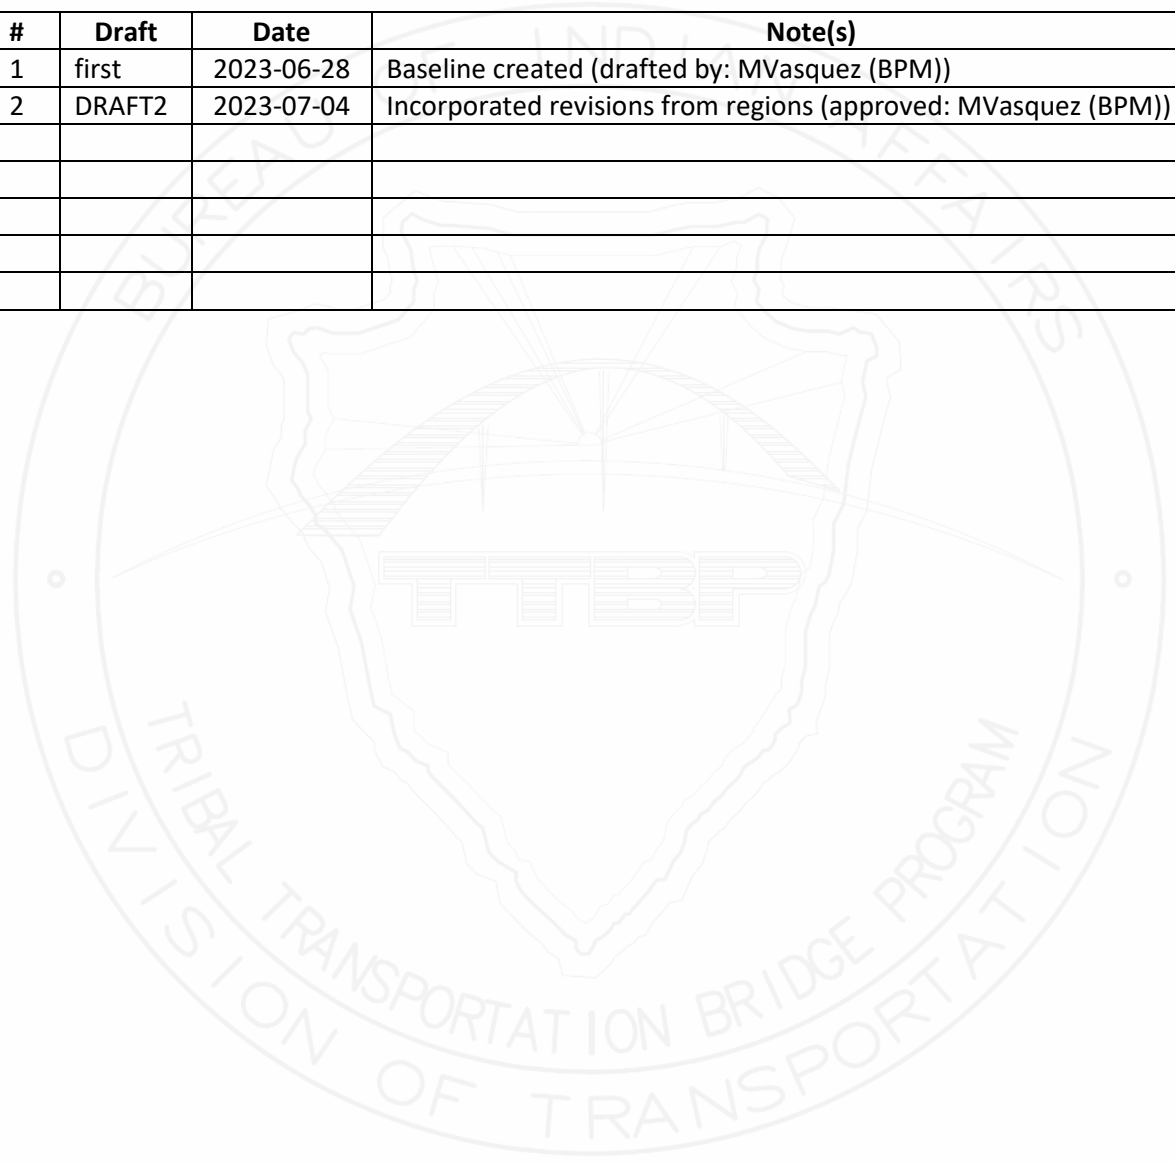 # Draft Date Note(s)
1 first 2023-06-28 Baseline created (drafted by: MVasquez (BPM))
2 DRAFT2 2023-07-04 Incorporated revisions from regions (approved: MVasquez (BPM))
BUREAU OF INDIAN AFFAIRS
TTBP
TRIBAL TRANSPORTATION BRIDGE PROGRAM
DIVISION OF TRANSPORTATION